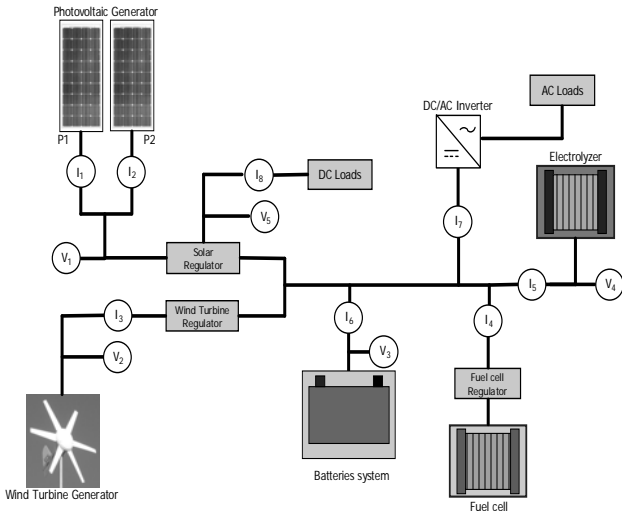 Photovoltaic Generator
P1
P2
I1
I2
I8
DC Loads
V5
V1
Solar
Regulator
DC/AC Inverter
AC Loads
Electrolyzer
I7
I3
Wind Turbine
Regulator
V2
I6
V3
I5
V4
I4
Fuel cell
Regulator
Wind Turbine Generator
Batteries system
Fuel cell